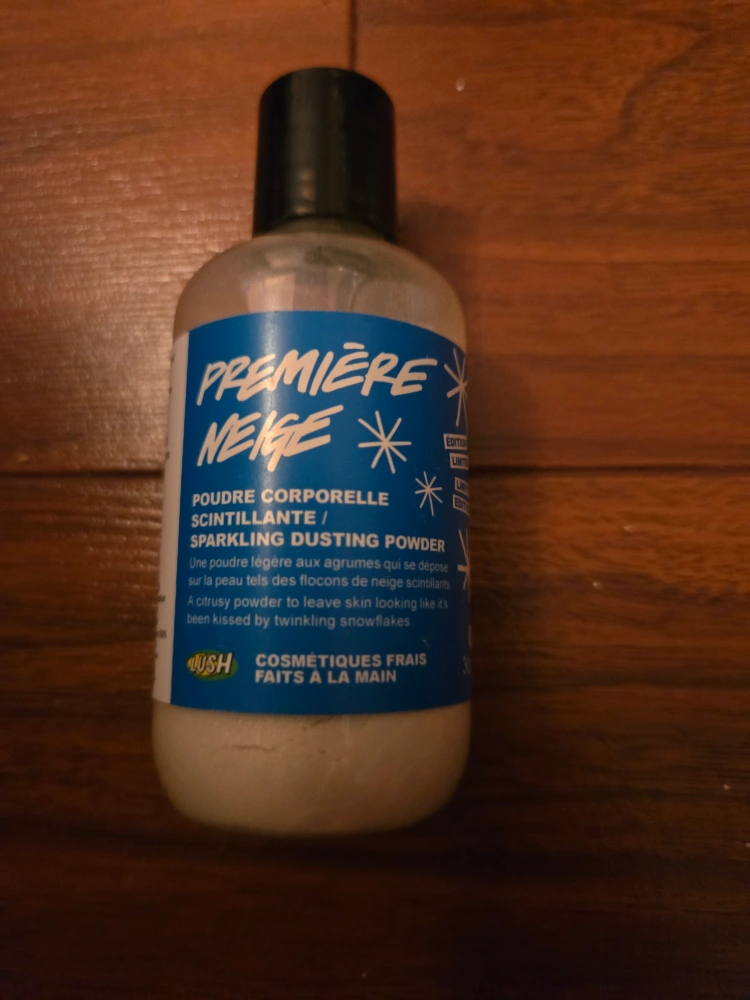 PREMIÈRE
NEIGE
ÉDITION
POUDRE CORPORELLE
SCINTILLANTE /
SPARKLING DUSTING POWDER
Une poudre légère aux agrumes qui se dépose
sur la peau tels des flocons de neige scintillants
A citrusy powder to leave skin looking like it's
been kissed by twinkling snowflakes
LUSH
COSMÉTIQUES FRAIS
FAITS À LA MAIN